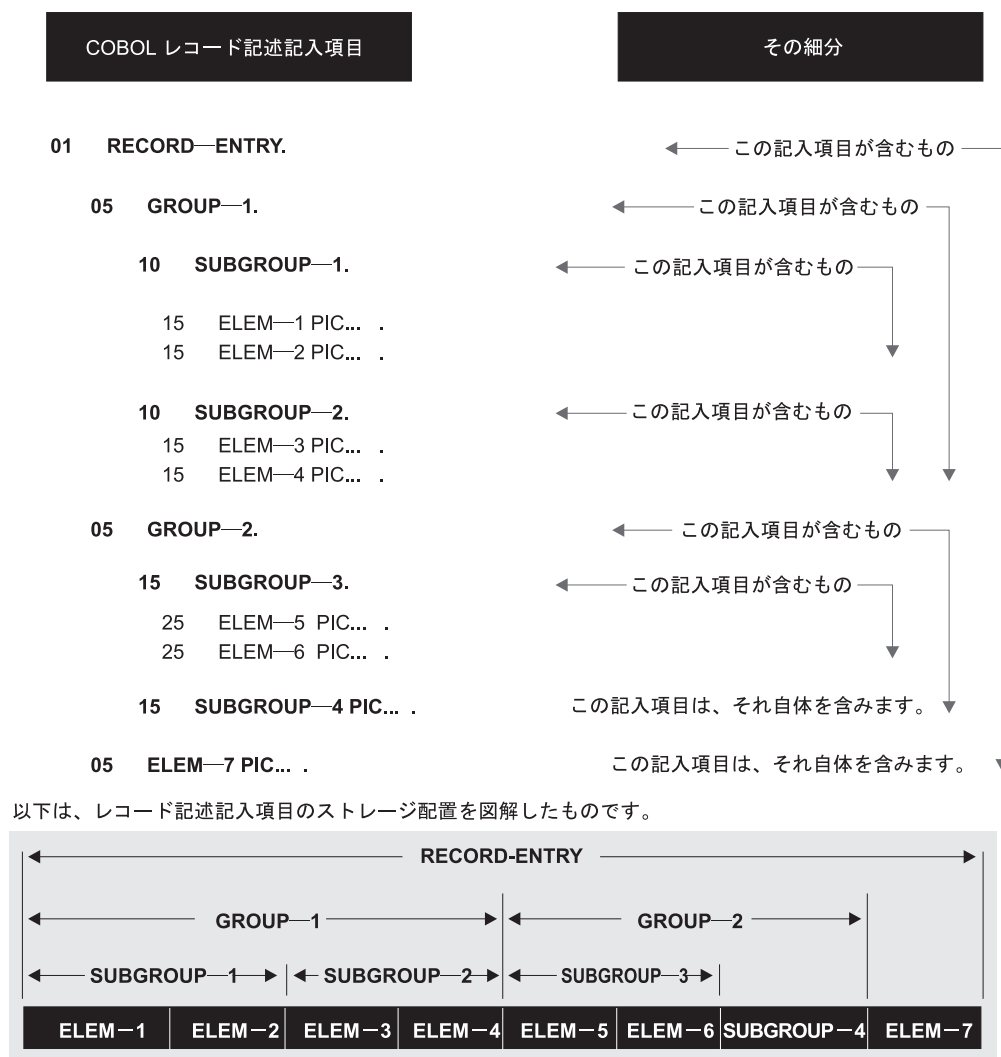 COBOL レコード記述記入項目 その細分
01 RECORD—ENTRY. この記入項目が含むもの
05 GROUP—1. この記入項目が含むもの
10 SUBGROUP—1. この記入項目が含むもの
15 ELEM—1 PIC... .
15 ELEM—2 PIC... .
10 SUBGROUP—2. この記入項目が含むもの
15 ELEM—3 PIC... .
15 ELEM—4 PIC... .
05 GROUP—2. この記入項目が含むもの
15 SUBGROUP—3. この記入項目が含むもの
25 ELEM—5 PIC... .
25 ELEM—6 PIC... .
15 SUBGROUP—4 PIC... . この記入項目は、それ自体を含みます。
05 ELEM—7 PIC... . この記入項目は、それ自体を含みます。
以下は、レコード記述記入項目のストレージ配置を図解したものです。
RECORD-ENTRY
GROUP—1 GROUP—2
SUBGROUP—1 SUBGROUP—2 SUBGROUP—3
ELEM－1 ELEM－2 ELEM－3 ELEM－4 ELEM－5 ELEM－6 SUBGROUP－4 ELEM－7